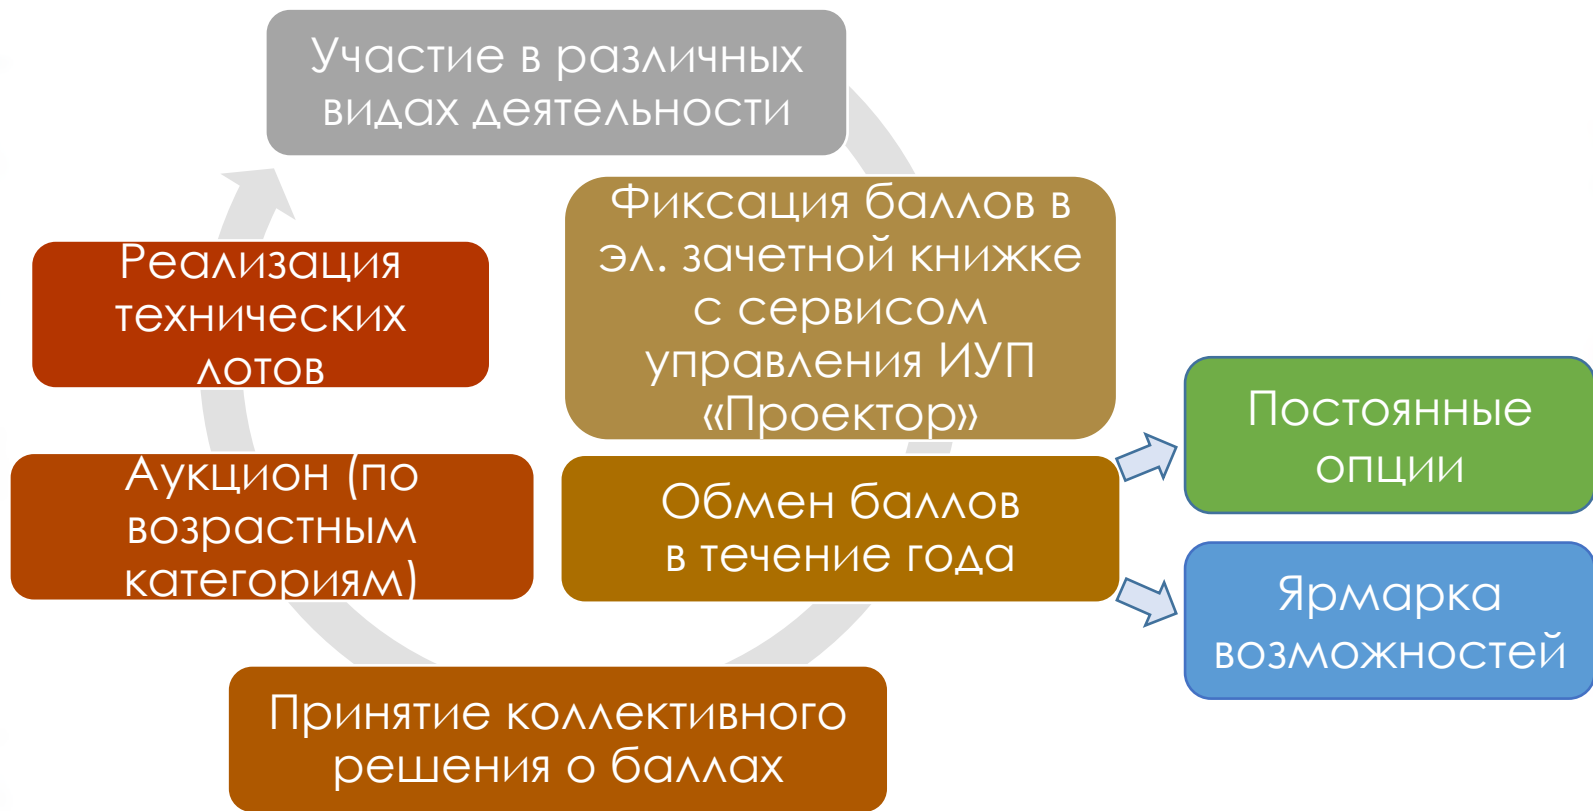 Участие в различных
видах деятельности
Фиксация баллов в
эл. зачетной книжке
с сервисом
управления ИУП
«Проектор»
Обмен баллов
в течение года
Постоянные
опции
Ярмарка
возможностей
Принятие коллективного
решения о баллах
Аукцион (по
возрастным
категориям)
Реализация
технических
лотов